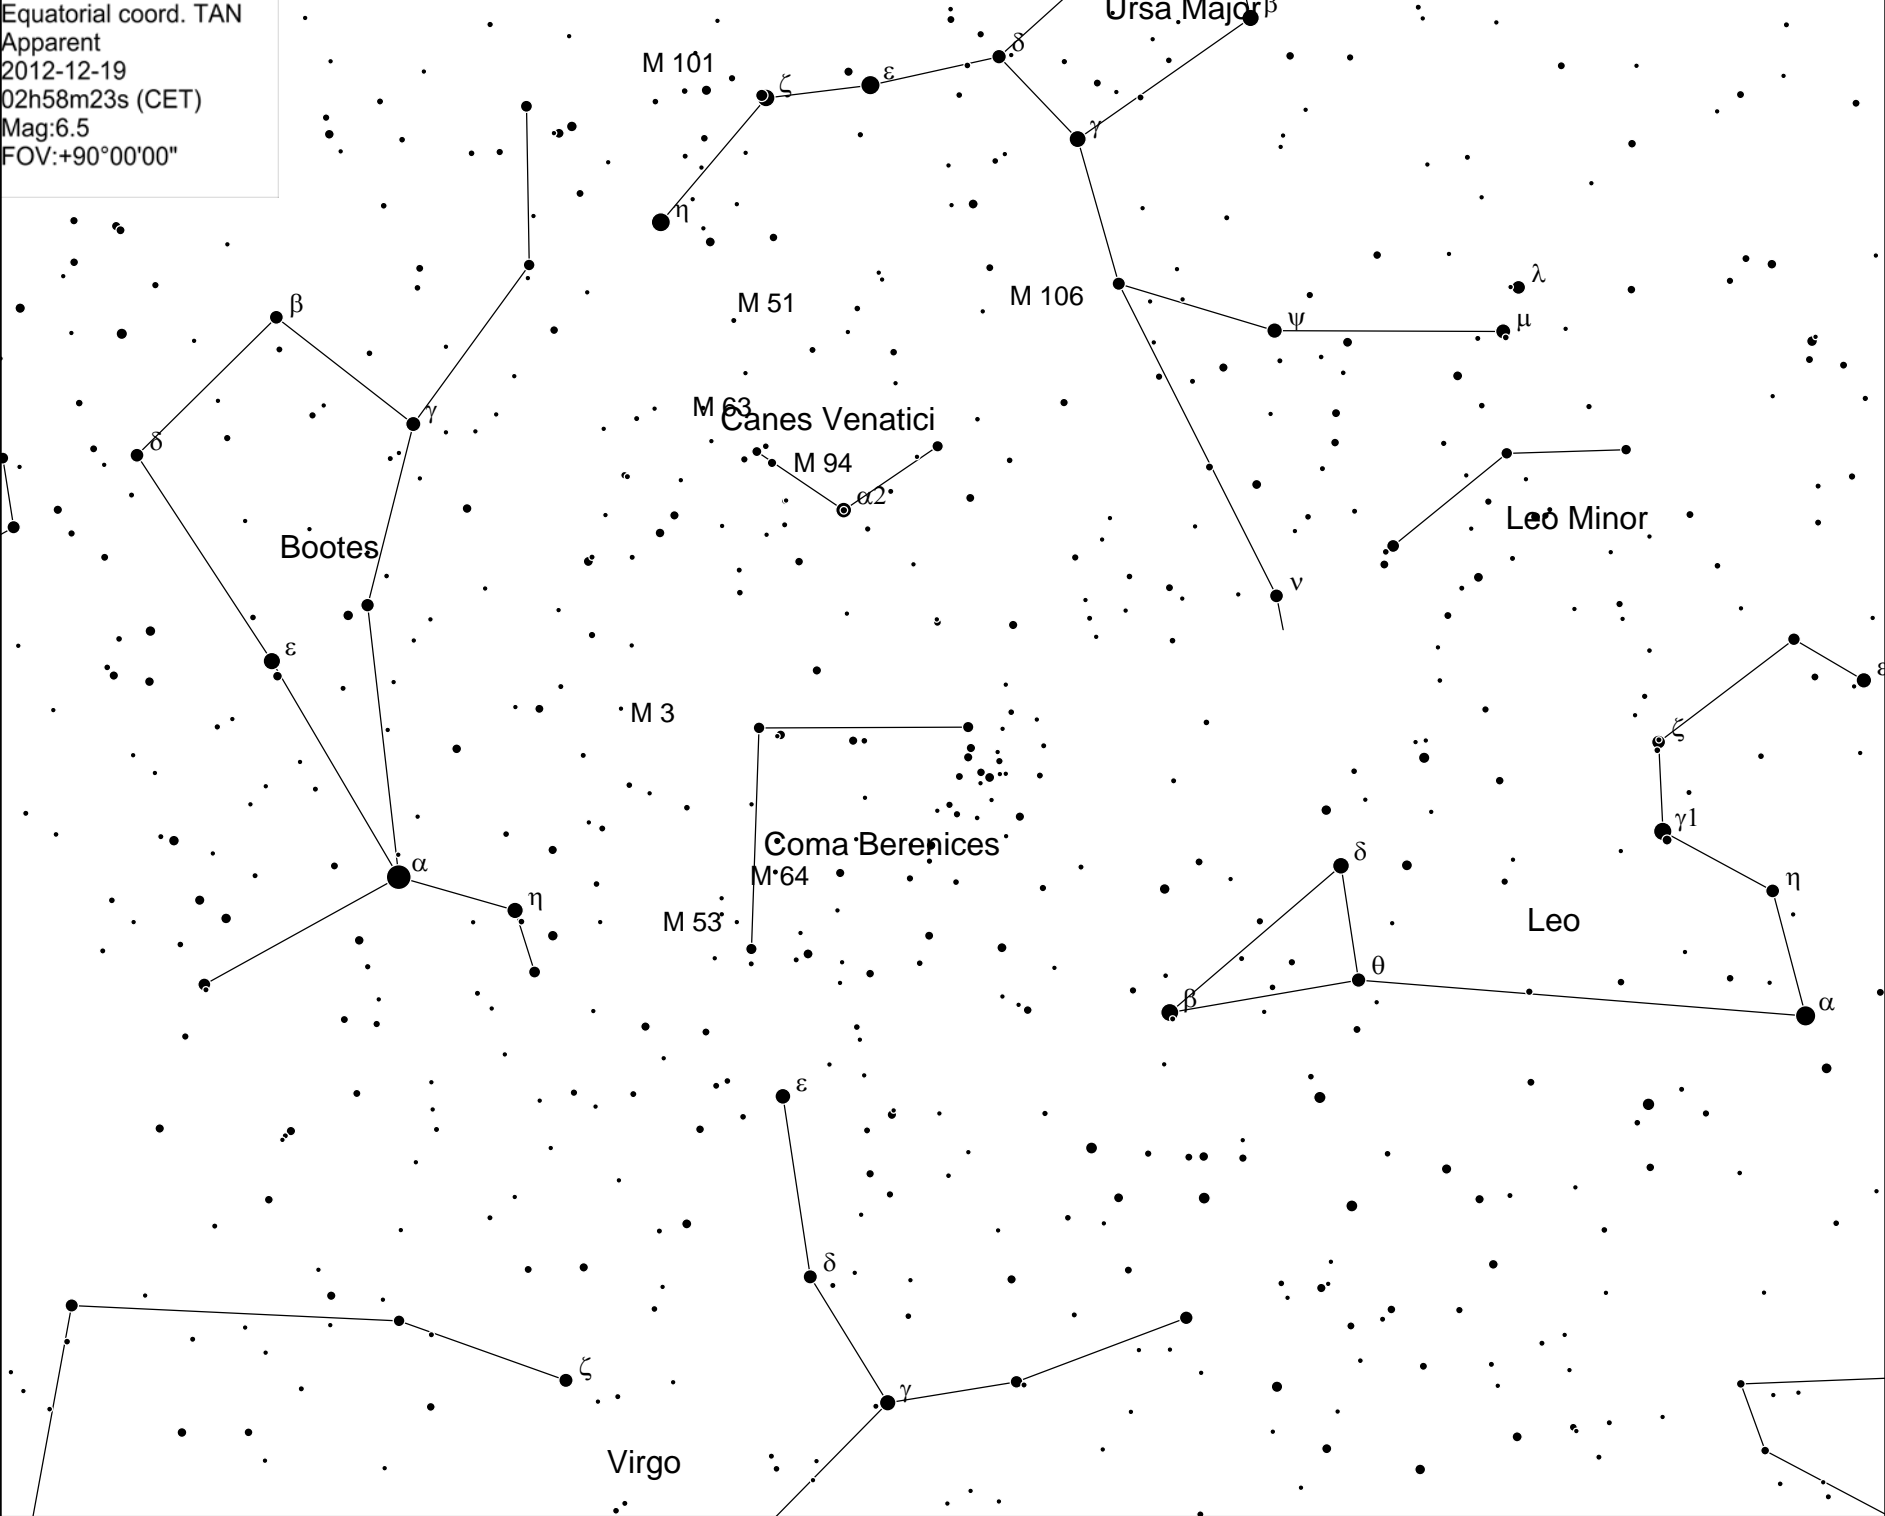 Equatorial coord. TAN
Apparent
2012-12-19
02h58m23s (CET)
Mag:6.5
FOV:+90°00'00"
Ursa Major
β
δ
M 101
ε
ζ
γ
η
λ
M 106
M 51
β
ψ
μ
M 63
γ
Canes Venatici
δ
M 94
α2
Leo Minor
Bootes
ν
ε
ε
M 3
ζ
γ1
Coma Berenices
δ
α
M 64
η
η
M 53
Leo
θ
β
α
ε
δ
ζ
γ
Virgo